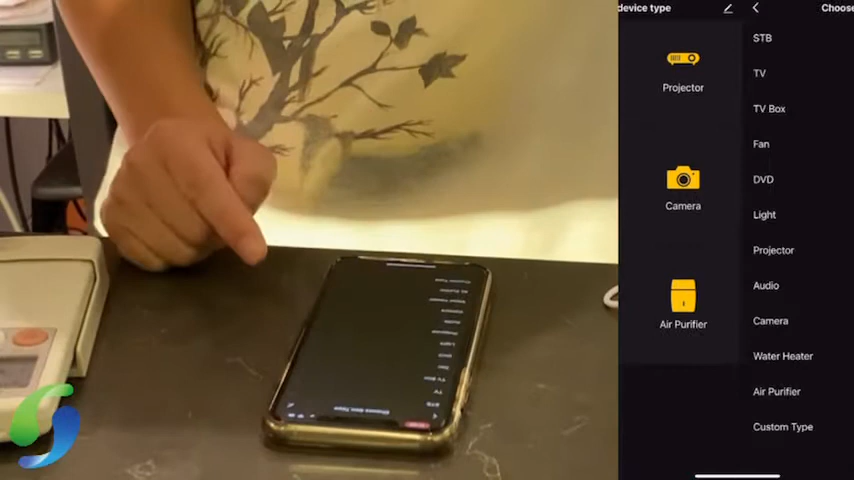 device type
Choose
Projector
Camera
Air Purifier
STB
TV
TV Box
Fan
DVD
Light
Projector
Audio
Camera
Water Heater
Air Purifier
Custom Type